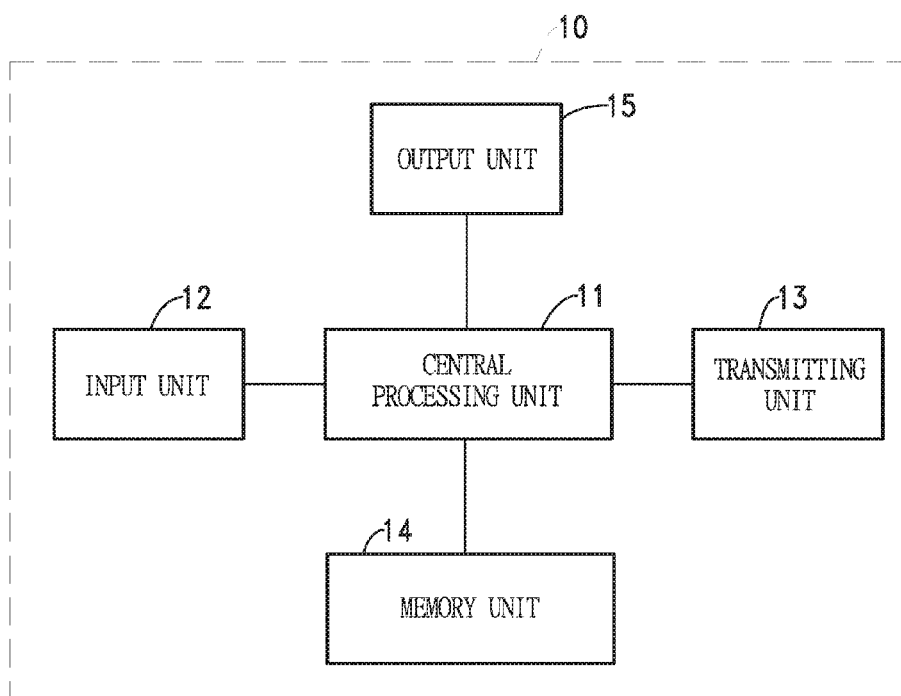 10
15
OUTPUT UNIT
12
11
13
INPUT UNIT
CENTRAL
PROCESSING UNIT
TRANSMITTING
UNIT
14
MEMORY UNIT